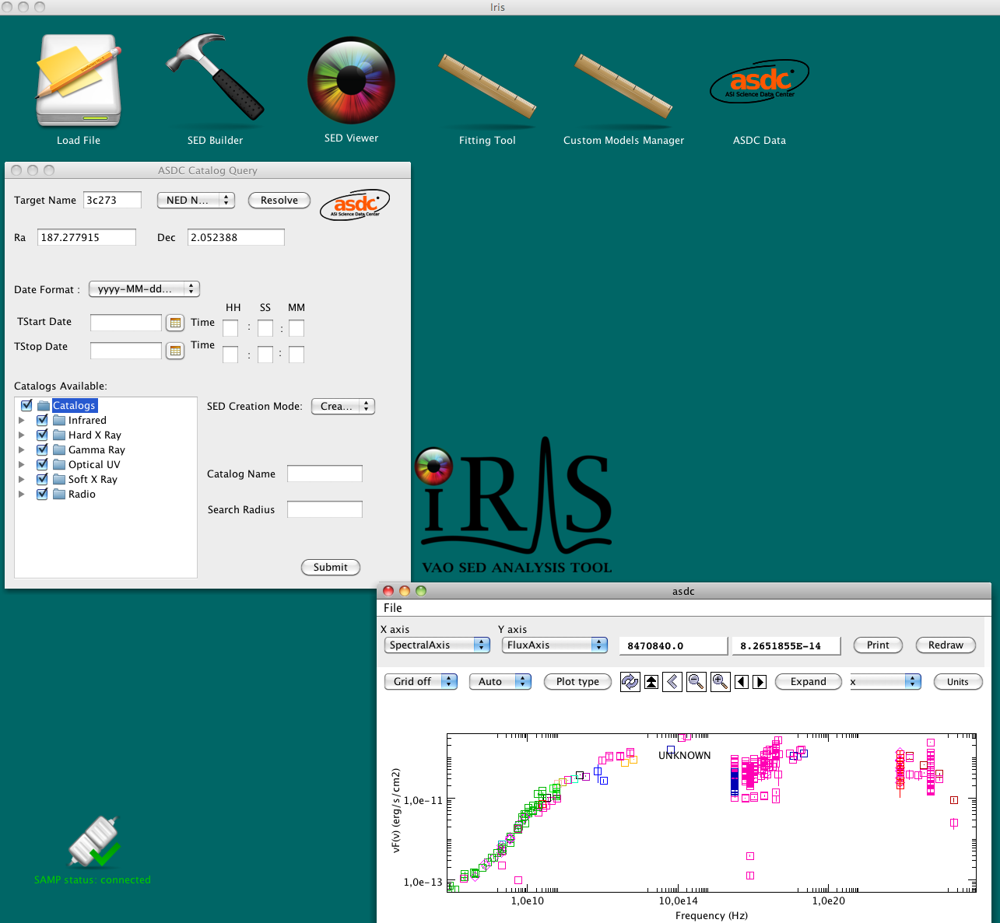 Iris
Load File
SED Builder
SED Viewer
Fitting Tool
Custom Models Manager
asdc
ASI Science Data Center
ASDC Data
ASDC Catalog Query
Target Name 3c273 NED N... Resolve
asdc
ASI Science Data Center
Ra 187.277915 Dec 2.052388
Date Format : yyyy-MM-dd...
HH SS MM
TStart Date Time : :
TStop Date Time : :
Catalogs Available:
Catalogs
Infrared
Hard X Ray
Gamma Ray
Optical UV
Soft X Ray
Radio
SED Creation Mode: Crea...
Catalog Name
Search Radius
Submit
iRIS
VAO SED ANALYSIS TOOL
asdc
File
X axis Y axis
SpectralAxis FluxAxis 8470840.0 8.2651855E-14 Print Redraw
Grid off Auto Plot type Expand x Units
UNKNOWN
νF(ν) (erg/s/cm2)
1,0e-11
1,0e-13
1,0e10 10,0e14 1,0e20
Frequency (Hz)
SAMP status: connected